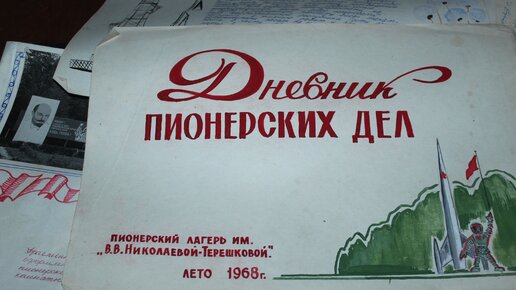 Дневник
ПИОНЕРСКИХ ДЕЛ
ПИОНЕРСКИЙ ЛАГЕРЬ ИМ.
„В.В.НИКОЛАЕВОЙ-ТЕРЕШКОВОЙ."
ЛЕТО 1968г.